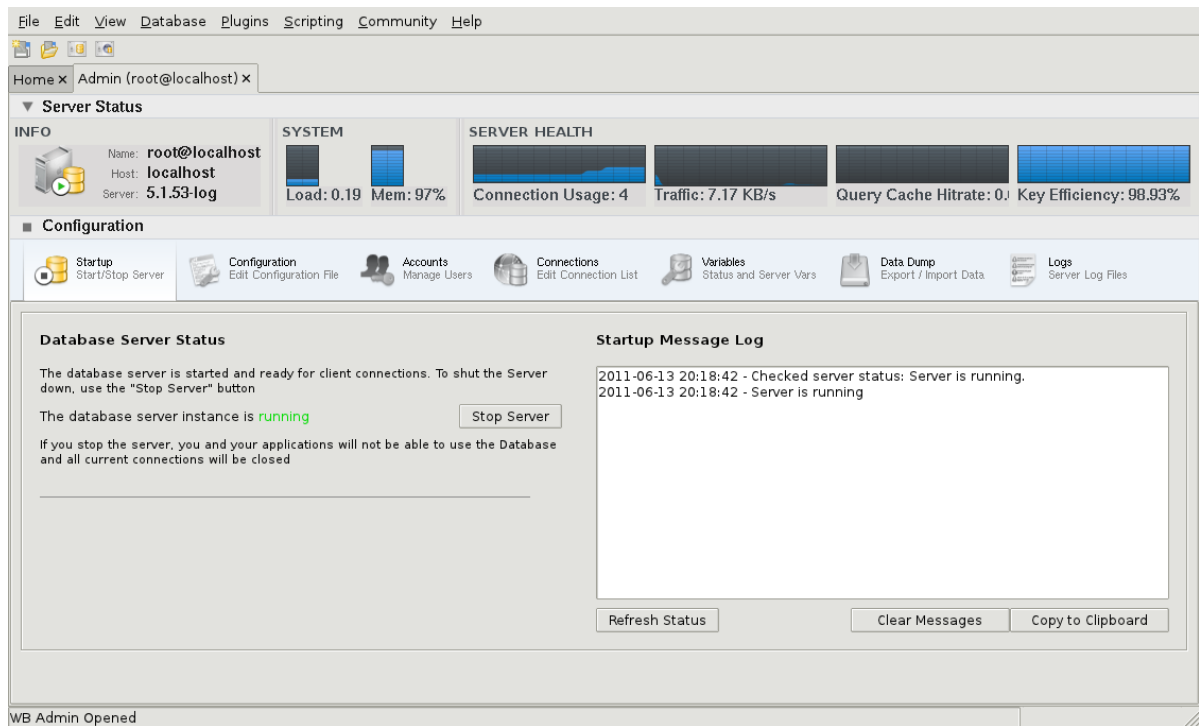 File Edit View Database Plugins Scripting Community Help
Home x Admin (root@localhost) x
Server Status
INFO
Name: root@localhost
Host: localhost
Server: 5.1.53-log
SYSTEM
Load: 0.19 Mem: 97%
SERVER HEALTH
Connection Usage: 4 Traffic: 7.17 KB/s Query Cache Hitrate: 0.( Key Efficiency: 98.93%
Configuration
Startup
Start/Stop Server
Configuration
Edit Configuration File
Accounts
Manage Users
Connections
Edit Connection List
Variables
Status and Server Vars
Data Dump
Export / Import Data
Logs
Server Log Files
Database Server Status
The database server is started and ready for client connections. To shut the Server
down, use the "Stop Server" button
The database server instance is running
Stop Server
If you stop the server, you and your applications will not be able to use the Database
and all current connections will be closed
Startup Message Log
2011-06-13 20:18:42 - Checked server status: Server is running.
2011-06-13 20:18:42 - Server is running
Refresh Status Clear Messages Copy to Clipboard
WB Admin Opened